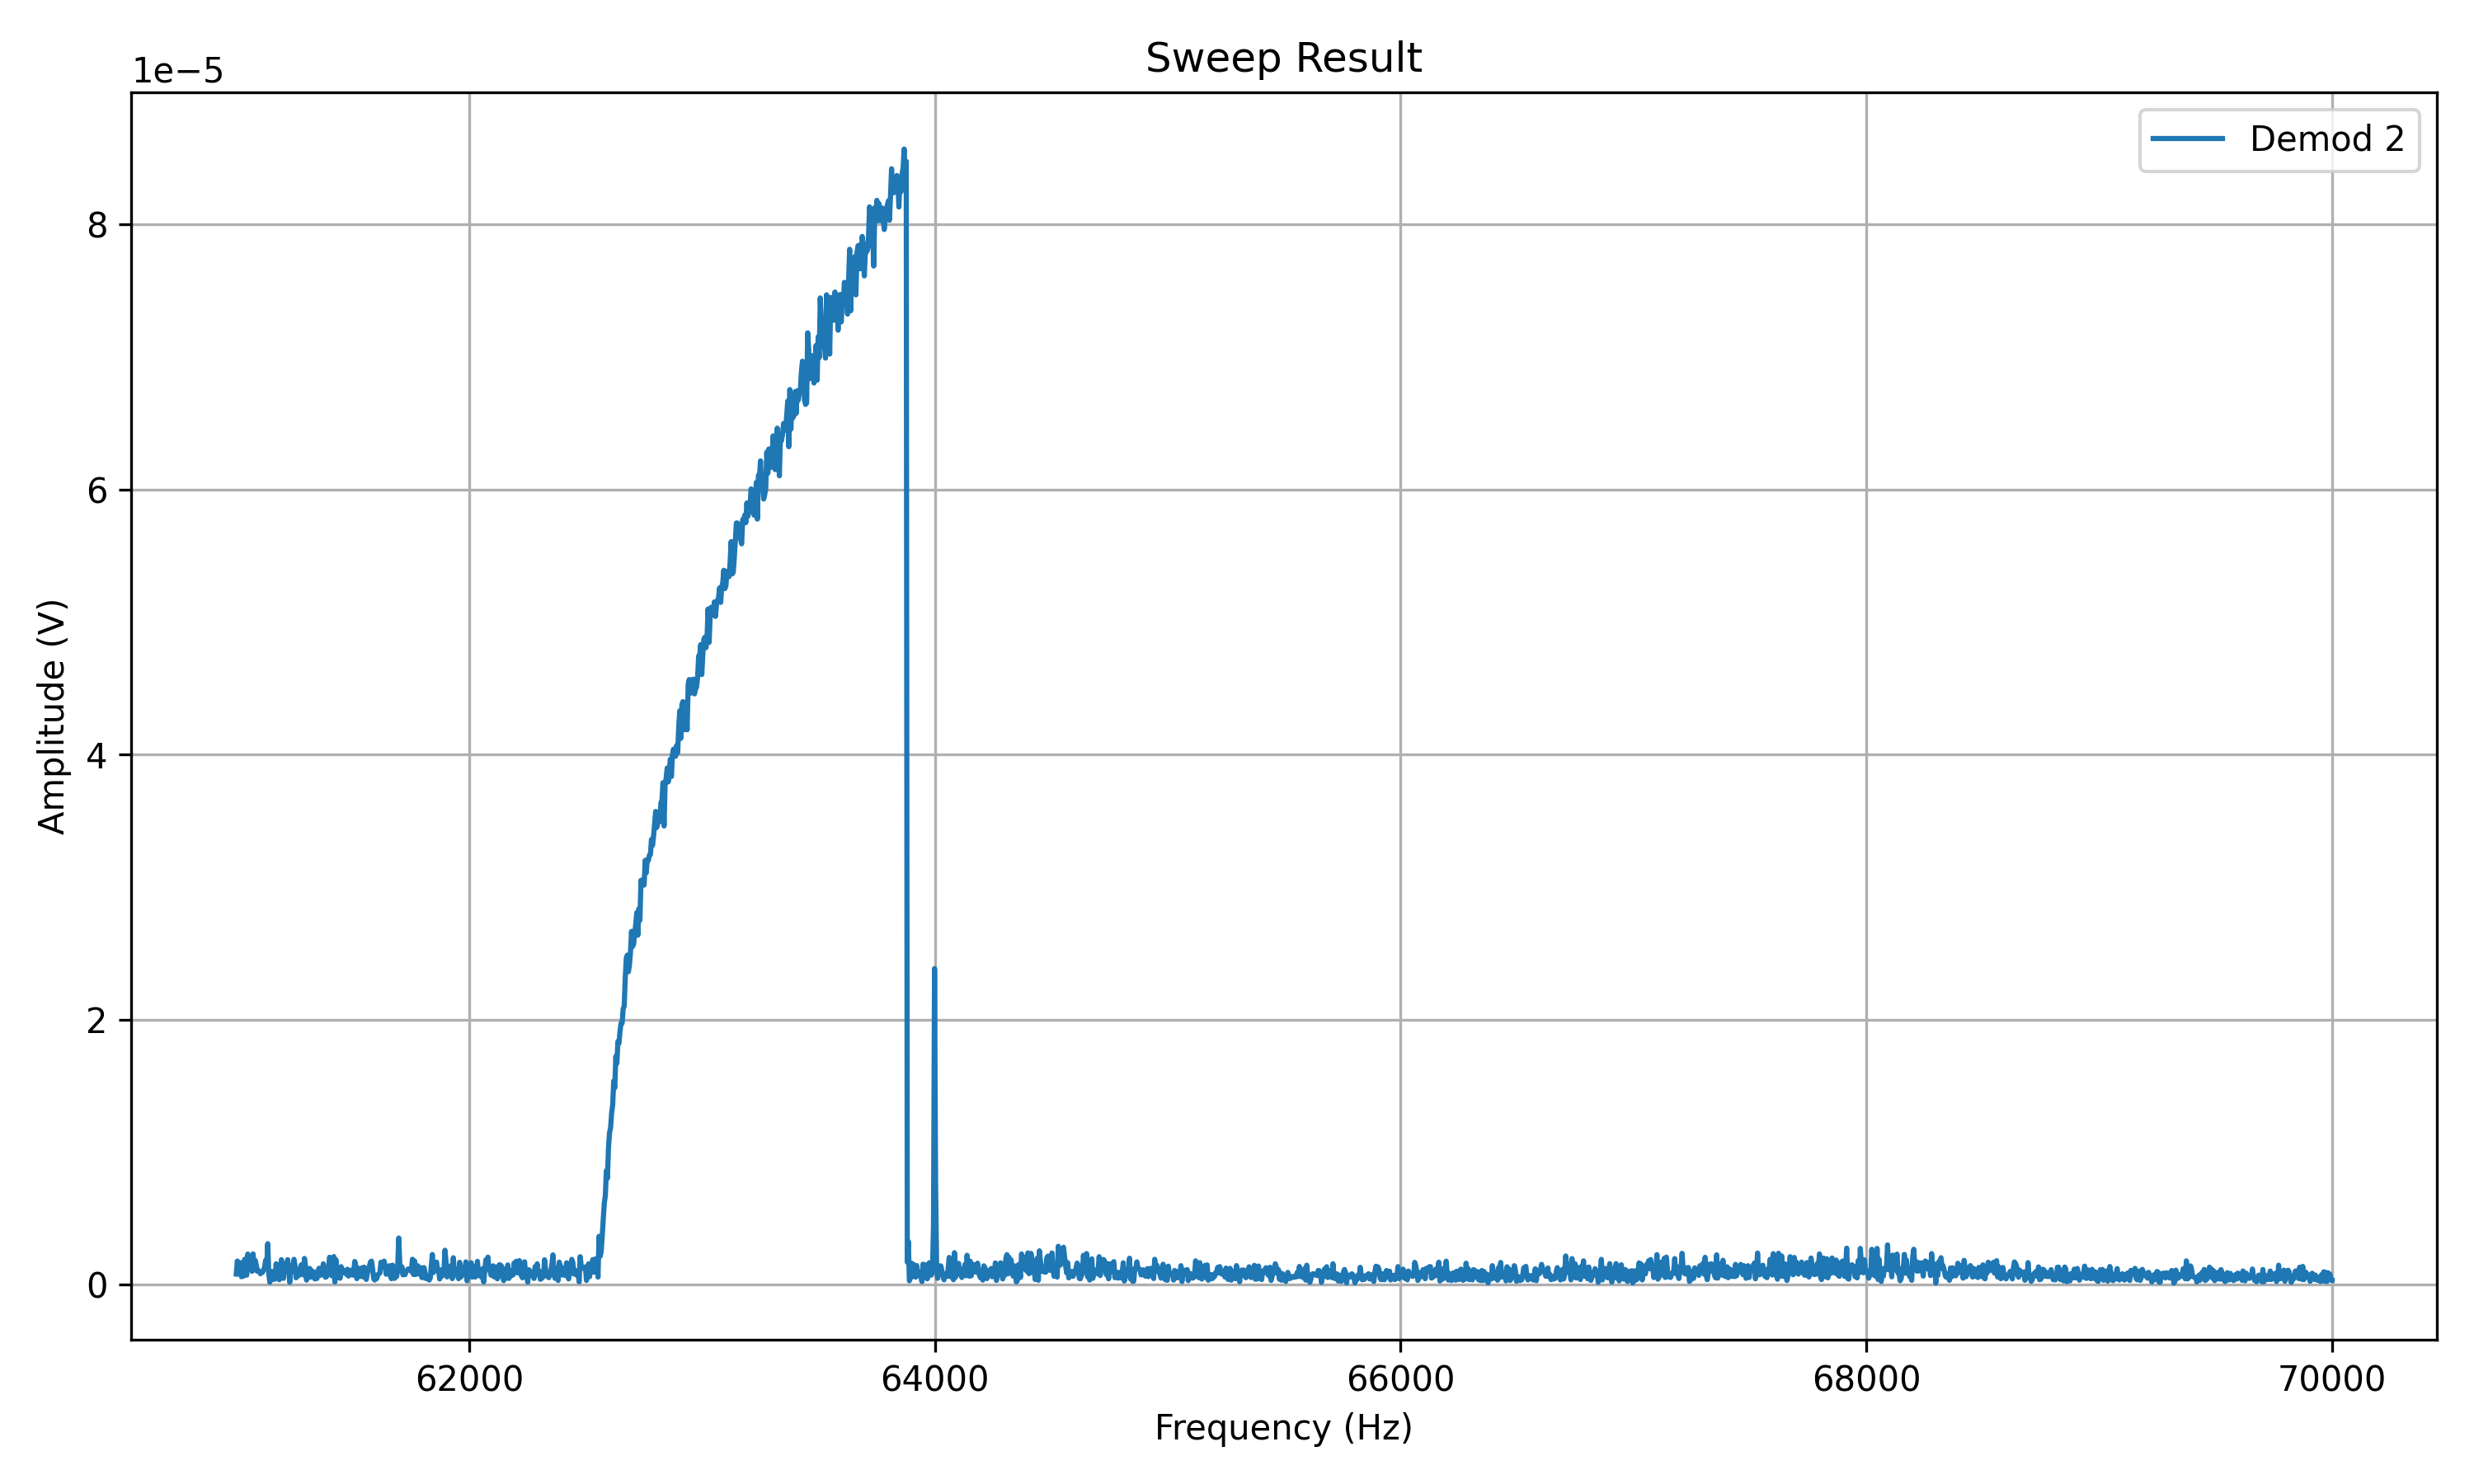 Sweep Result
1e−5
Demod 2
8
6
4
2
0
Amplitude (V)
62000
64000
66000
68000
70000
Frequency (Hz)